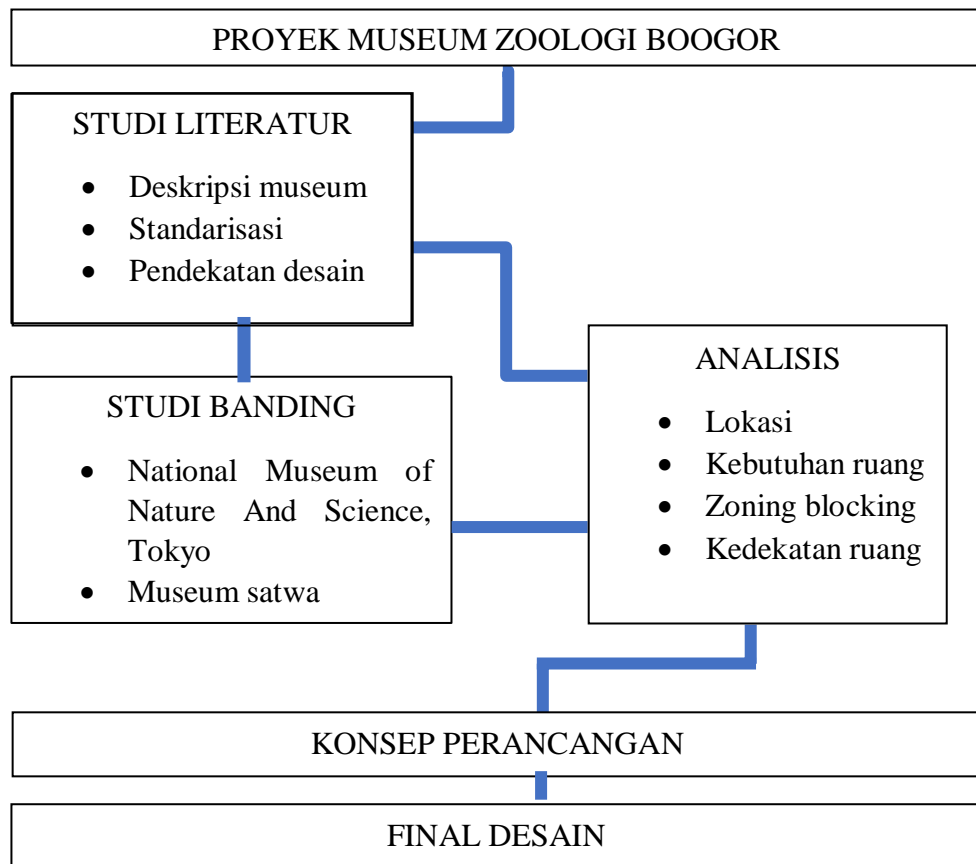 PROYEK MUSEUM ZOOLOGI BOOGOR
STUDI LITERATUR
• Deskripsi museum
• Standarisasi
• Pendekatan desain
STUDI BANDING
• National Museum of
Nature And Science,
Tokyo
• Museum satwa
ANALISIS
• Lokasi
• Kebutuhan ruang
• Zoning blocking
• Kedekatan ruang
KONSEP PERANCANGAN
FINAL DESAIN